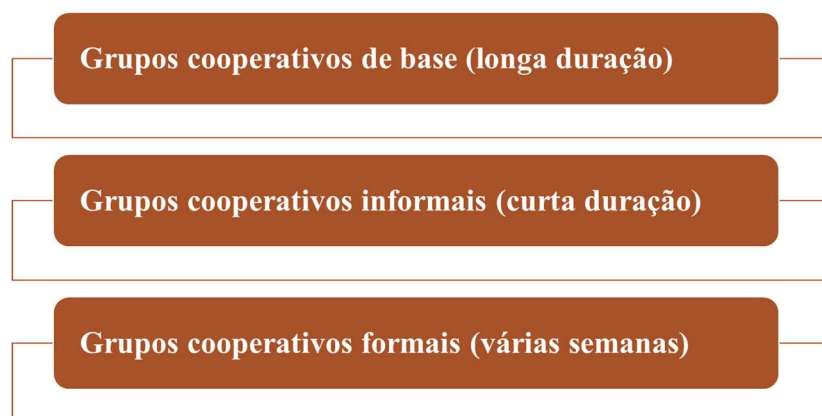 Grupos cooperativos de base (longa duração)
Grupos cooperativos informais (curta duração)
Grupos cooperativos formais (várias semanas)